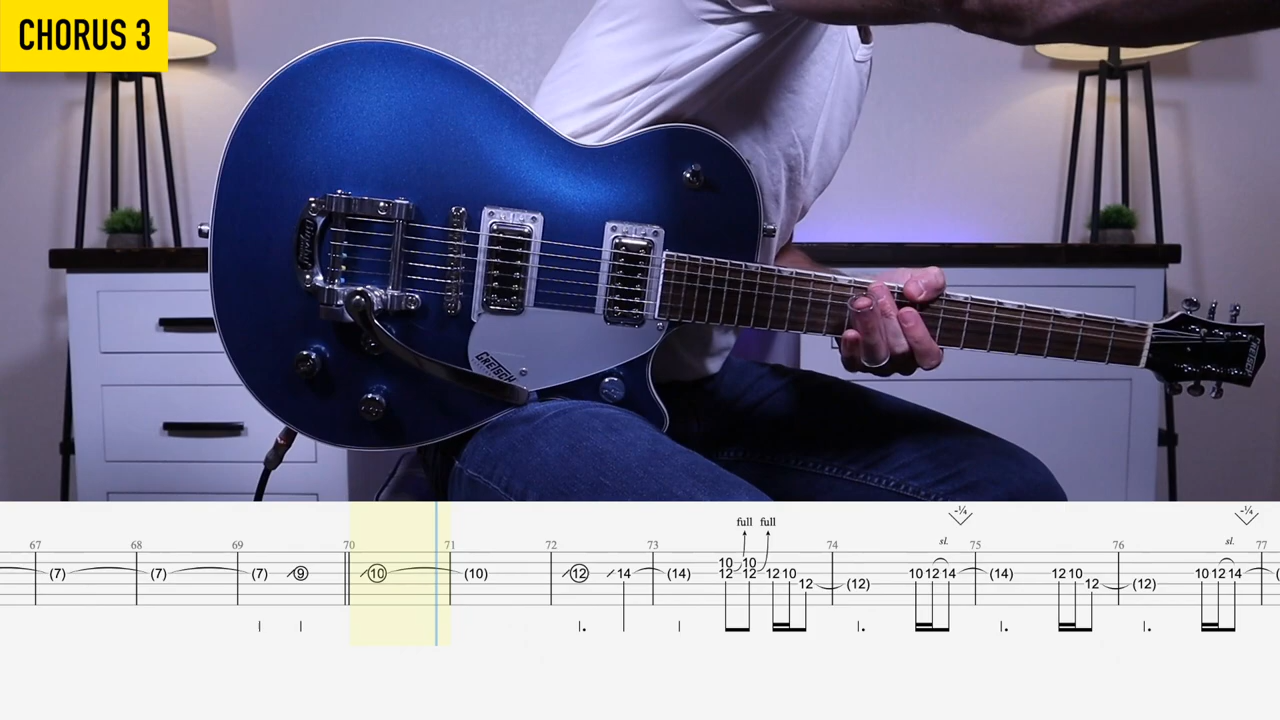 CHORUS 3
GRETSCH
GRETSCH
full full -¼ -¼
67 68 69 70 71 72 73 74 75 76 77
sl. sl.
10 10
(7) (7) (7) 9 10 (10) 12 14 (14) 12 12 12 10 10 12 14 (14) 12 10 10 12 14
12 (12) 12 (12)